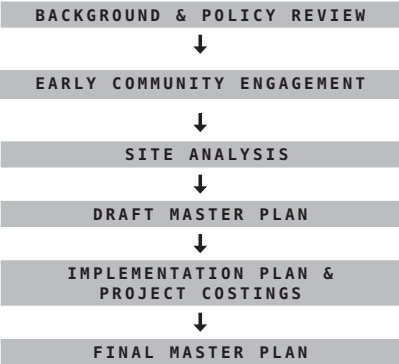 BACKGROUND & POLICY REVIEW
EARLY COMMUNITY ENGAGEMENT
SITE ANALYSIS
DRAFT MASTER PLAN
IMPLEMENTATION PLAN &
PROJECT COSTINGS
FINAL MASTER PLAN